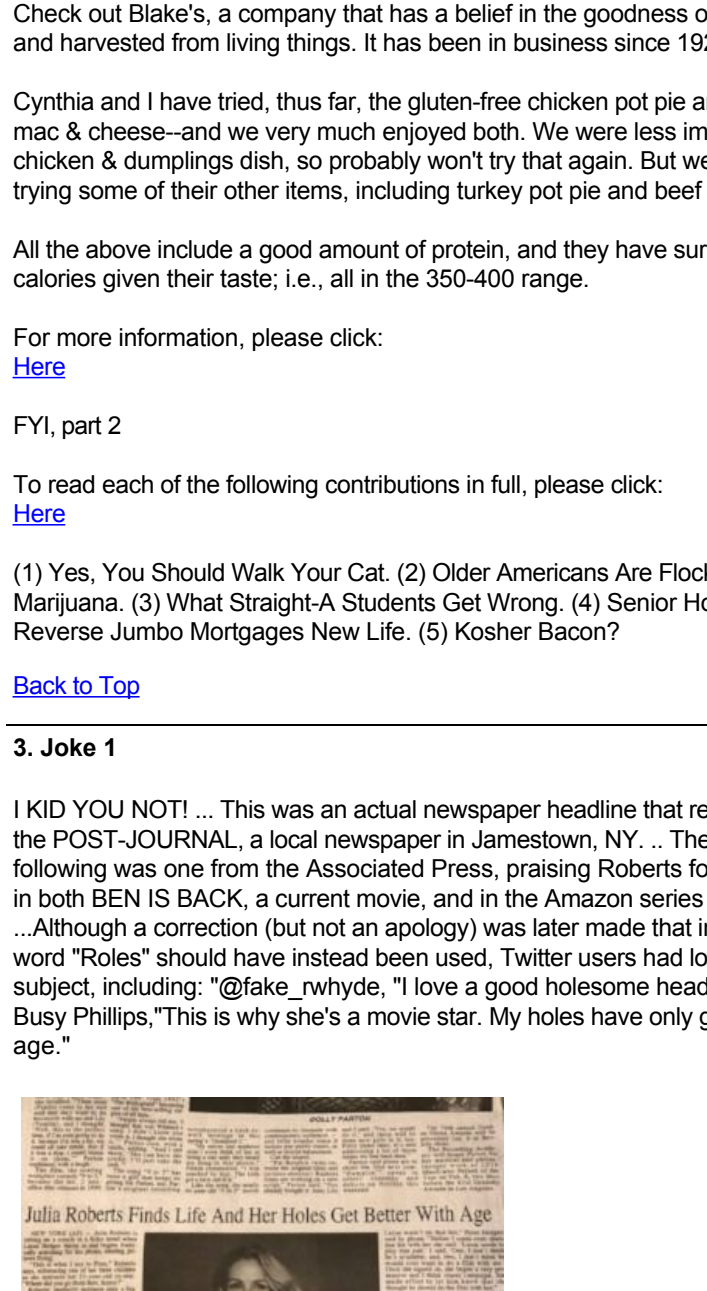 Check out Blake's, a company that has a belief in the goodness o
and harvested from living things. It has been in business since 192
Cynthia and I have tried, thus far, the gluten-free chicken pot pie a
mac & cheese--and we very much enjoyed both. We were less im
chicken & dumplings dish, so probably won't try that again. But we
trying some of their other items, including turkey pot pie and beef
All the above include a good amount of protein, and they have sur
calories given their taste; i.e., all in the 350-400 range.
For more information, please click:
Here
FYI, part 2
To read each of the following contributions in full, please click:
Here
(1) Yes, You Should Walk Your Cat. (2) Older Americans Are Flock
Marijuana. (3) What Straight-A Students Get Wrong. (4) Senior Ho
Reverse Jumbo Mortgages New Life. (5) Kosher Bacon?
Back to Top
3. Joke 1
I KID YOU NOT! ... This was an actual newspaper headline that re
the POST-JOURNAL, a local newspaper in Jamestown, NY. .. The
following was one from the Associated Press, praising Roberts fo
in both BEN IS BACK, a current movie, and in the Amazon series
...Although a correction (but not an apology) was later made that i
word "Roles" should have instead been used, Twitter users had lo
subject, including: "@fake_rwhyde, "I love a good holesome head
Busy Phillips,"This is why she's a movie star. My holes have only g
age."
DOLLY PARTON
Julia Roberts Finds Life And Her Holes Get Better With Age